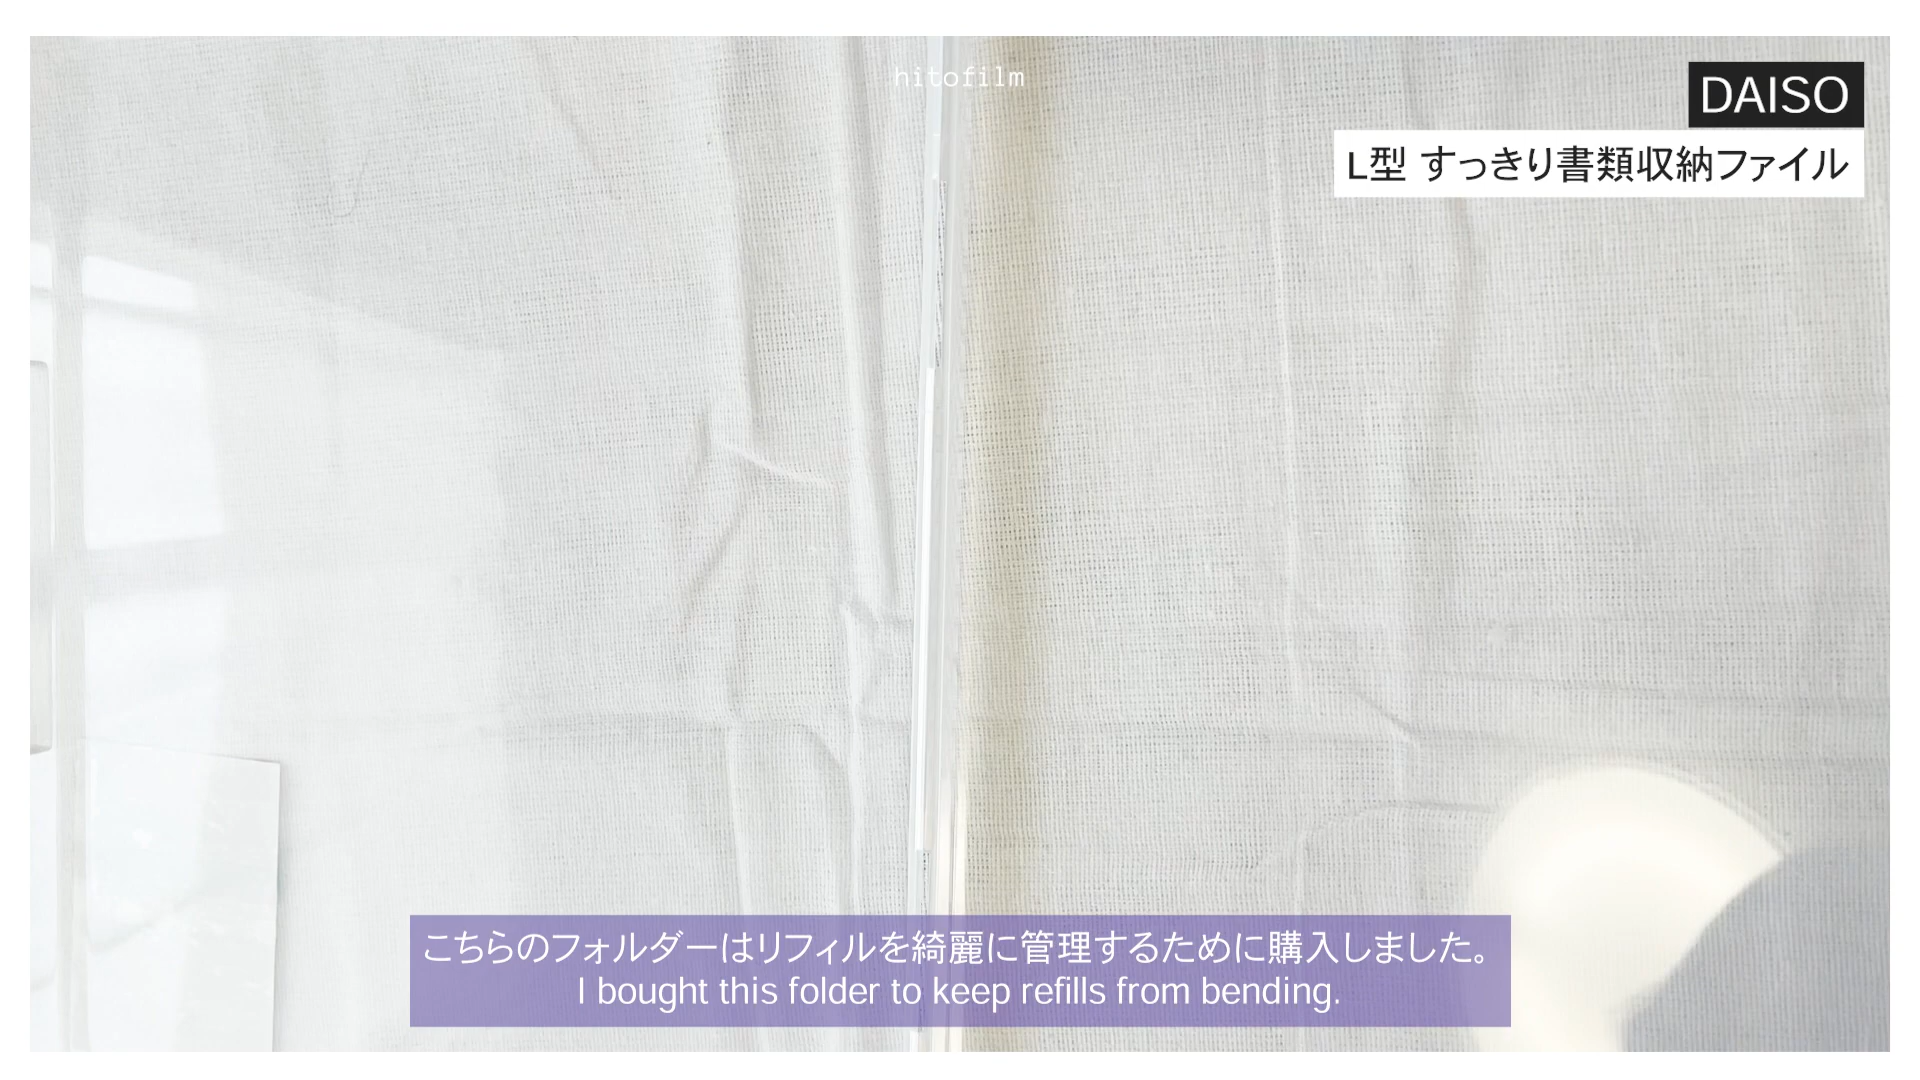 hitofilm
DAISO
L型 すっきり書類収納ファイル
こちらのフォルダーはリフィルを綺麗に管理するために購入しました。
I bought this folder to keep refills from bending.